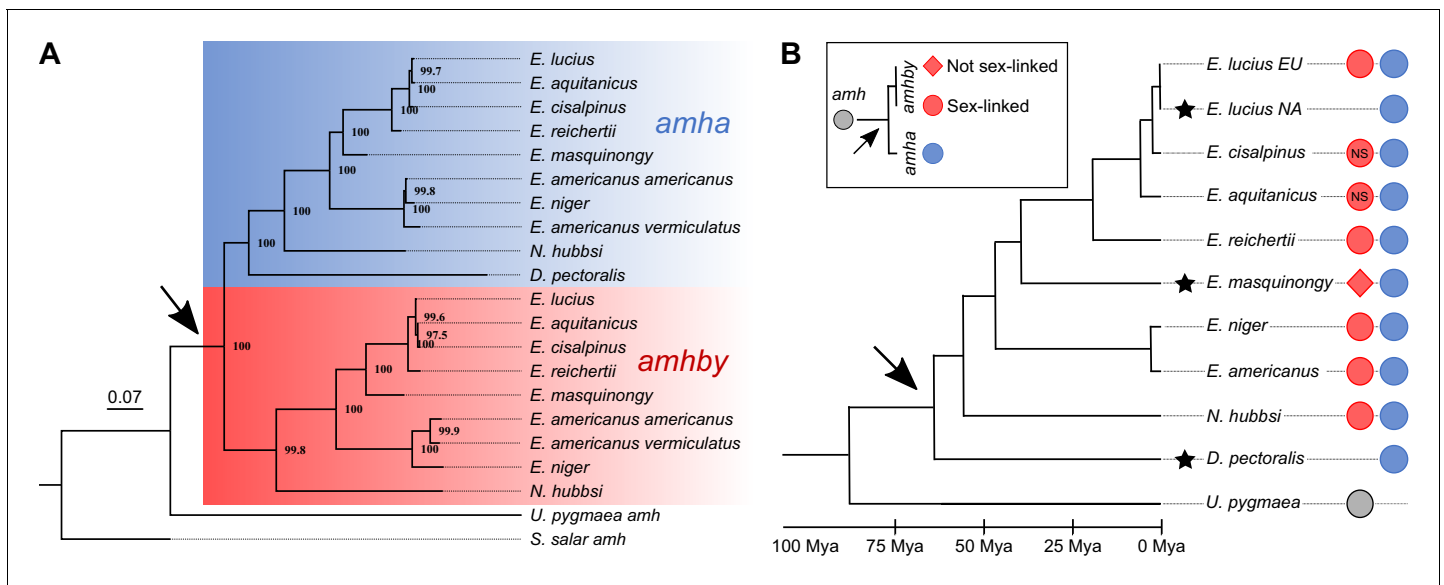 A
E. lucius
99.7
E. aquitanicus
100
E. cisalpinus
100
E. reichertii
100
E. masquinongy
100
E. americanus americanus
99.8
E. niger
100
E. americanus vermiculatus
100
N. hubbsi
100
D. pectoralis
amha
E. lucius
99.6
E. aquitanicus
97.5
E. cisalpinus
100
E. reichertii
100
E. masquinongy
100
E. americanus americanus
99.9
E. americanus vermiculatus
100
E. niger
99.8
N. hubbsi
amhby
100
0.07
U. pygmaea amh
S. salar amh
B
amh
amhby
amha
Not sex-linked
Sex-linked
E. lucius EU
E. lucius NA
E. cisalpinus
NS
E. aquitanicus
NS
E. reichertii
E. masquinongy
E. niger
E. americanus
N. hubbsi
D. pectoralis
U. pygmaea
100 Mya 75 Mya 50 Mya 25 Mya 0 Mya